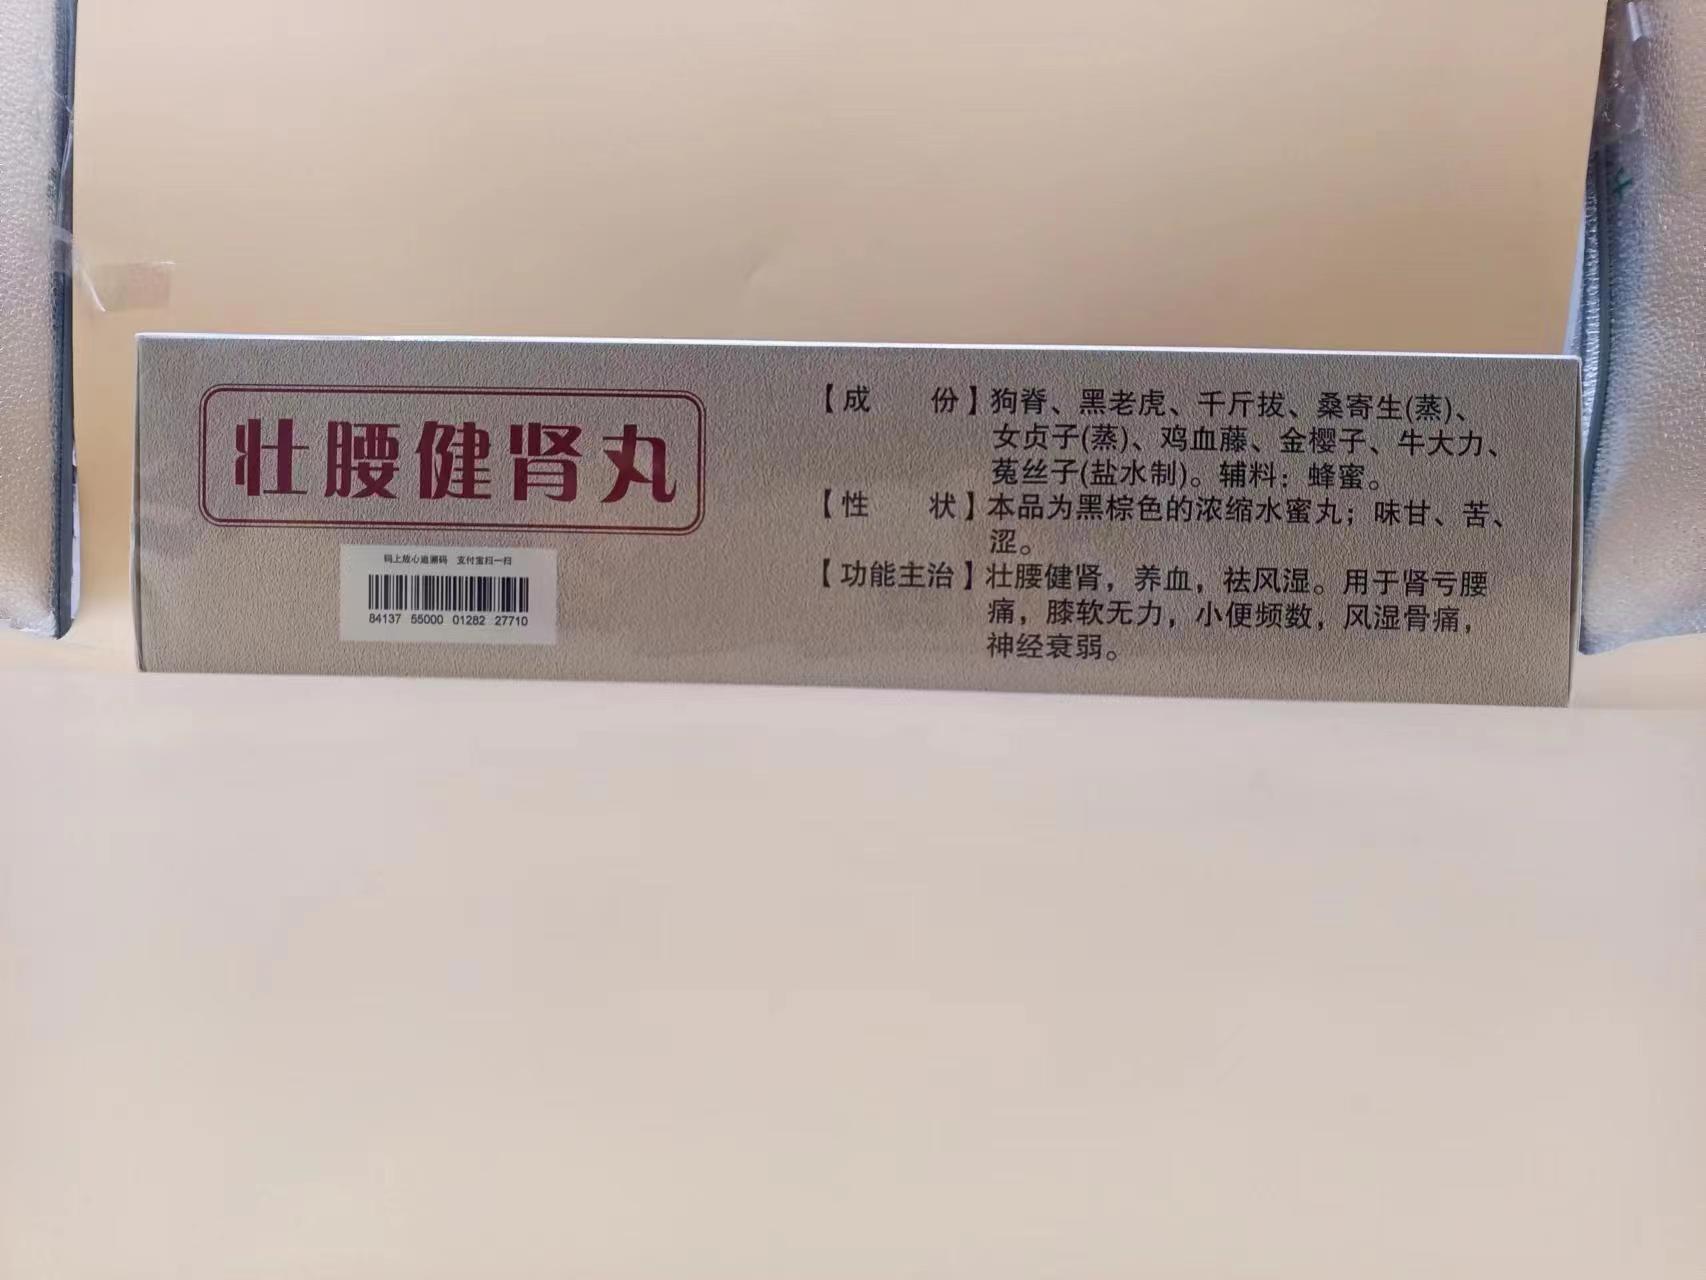 壮腰健肾丸
码上放心追溯码 支付宝扫一扫
84137 55000 01282 27710
【成 份】狗脊、黑老虎、千斤拔、桑寄生(蒸)、
女贞子(蒸)、鸡血藤、金樱子、牛大力、
菟丝子(盐水制)。辅料：蜂蜜。
【性 状】本品为黑棕色的浓缩水蜜丸；味甘、苦、
涩。
【功能主治】壮腰健肾，养血，祛风湿。用于肾亏腰
痛，膝软无力，小便频数，风湿骨痛，
神经衰弱。